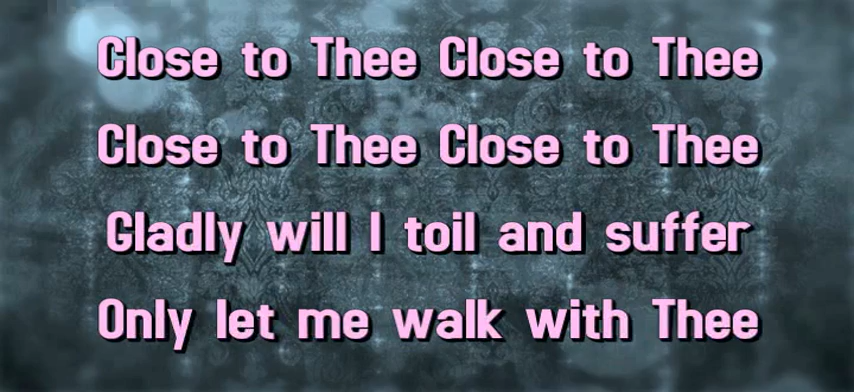 Close to Thee Close to Thee
Close to Thee Close to Thee
Gladly will I toil and suffer
Only let me walk with Thee